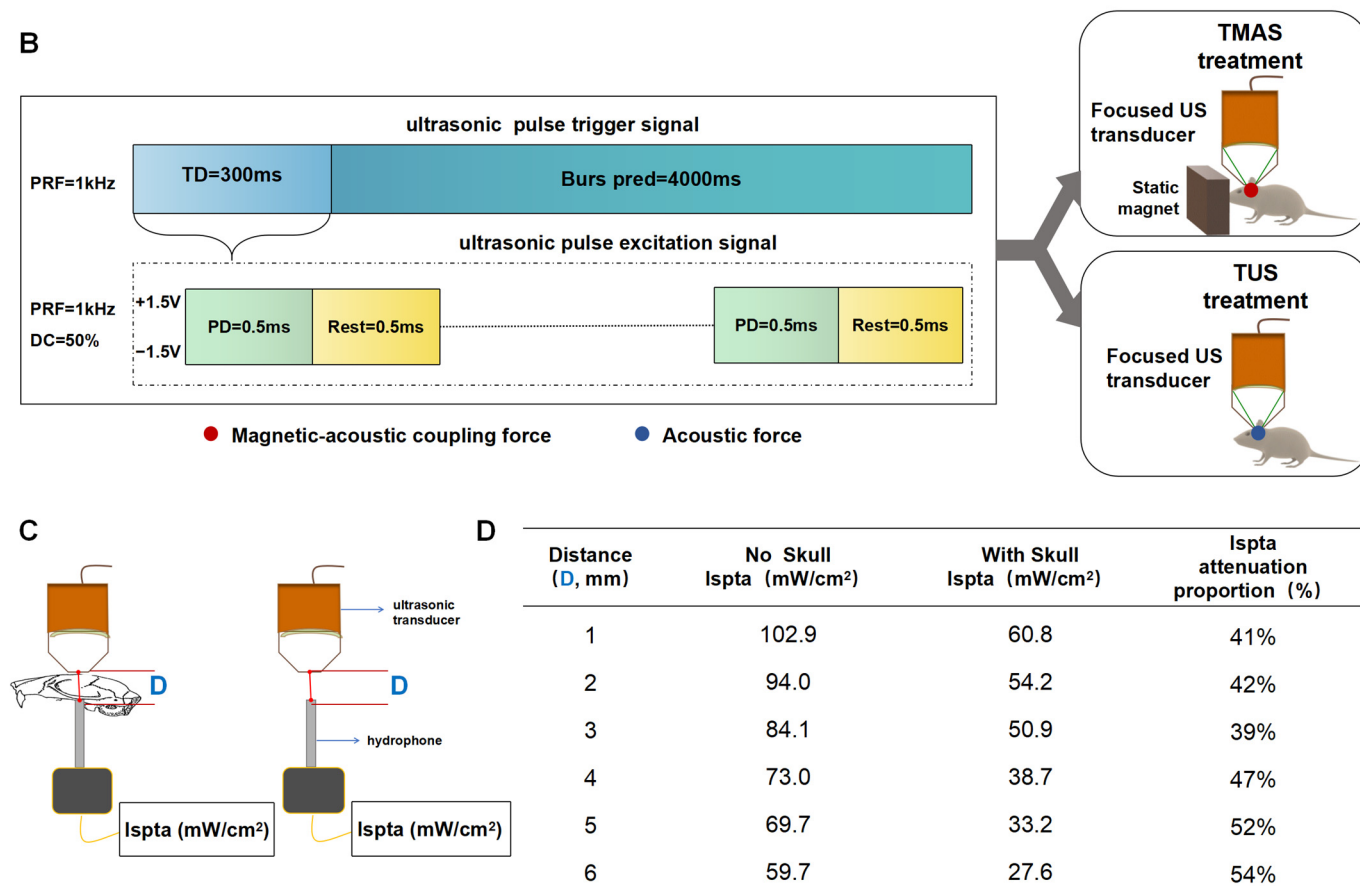 B
ultrasonic pulse trigger signal
PRF=1kHz
TD=300ms
Burs pred=4000ms
ultrasonic pulse excitation signal
PRF=1kHz
DC=50%
+1.5V
−1.5V
PD=0.5ms
Rest=0.5ms
PD=0.5ms
Rest=0.5ms
Magnetic-acoustic coupling force
Acoustic force
TMAS
treatment
Focused US
transducer
Static
magnet
TUS
treatment
Focused US
transducer
C
D
ultrasonic
transducer
D
hydrophone
Ispta (mW/cm²)
Ispta (mW/cm²)
D
Distance (D, mm) No Skull Ispta (mW/cm²) With Skull Ispta (mW/cm²) Ispta attenuation proportion (%)
1 102.9 60.8 41%
2 94.0 54.2 42%
3 84.1 50.9 39%
4 73.0 38.7 47%
5 69.7 33.2 52%
6 59.7 27.6 54%